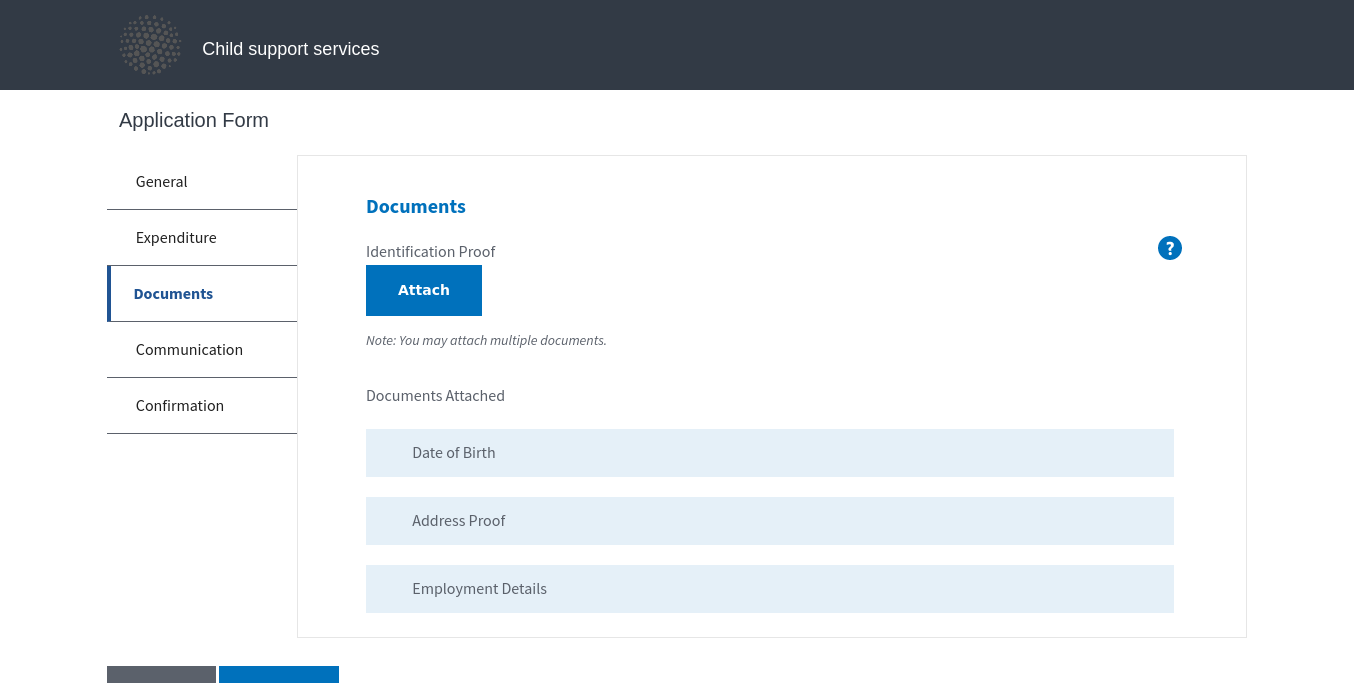 Child support services
Application Form
General
Expenditure
Documents
Communication
Confirmation
Documents
Identification Proof
?
Attach
Note: You may attach multiple documents.
Documents Attached
Date of Birth
Address Proof
Employment Details